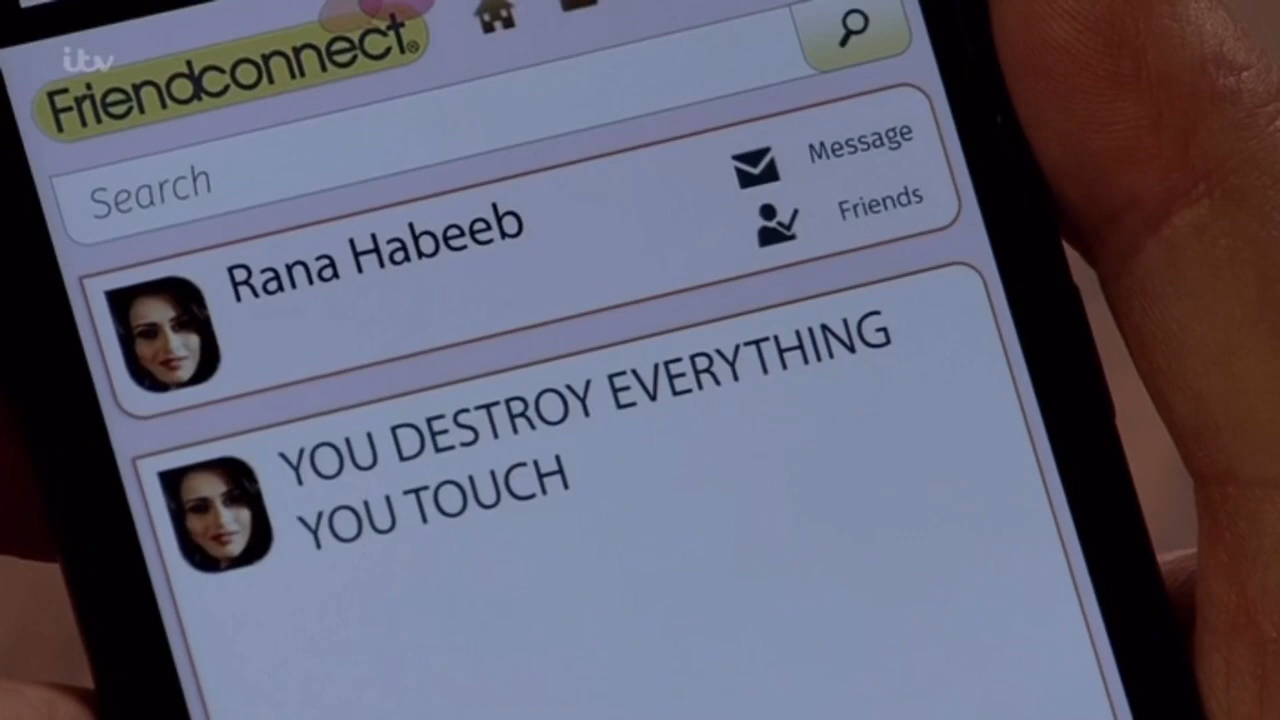 itv
Friendconnect®
Search
Message
Friends
Rana Habeeb
YOU DESTROY EVERYTHING
YOU TOUCH